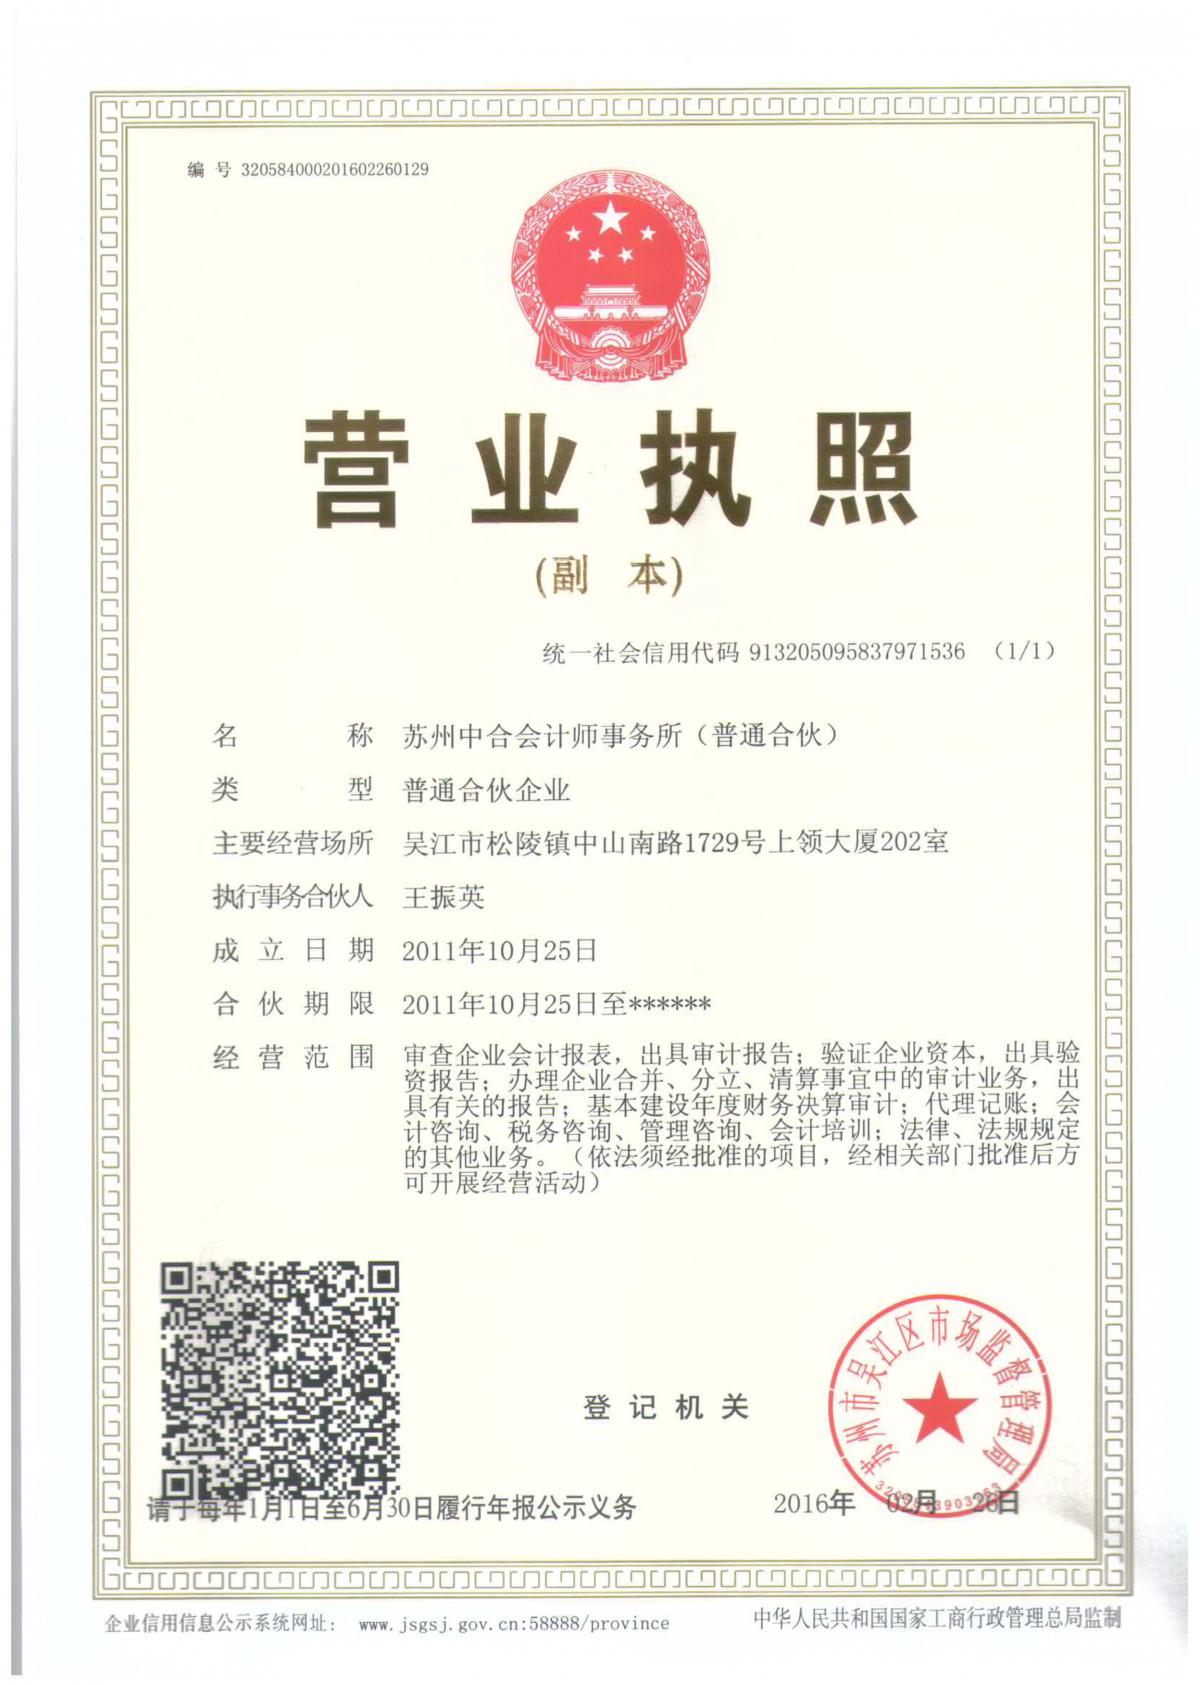 编 号 320584000201602260129
营业执照
(副 本)
统一社会信用代码 913205095837971536 （1/1）
名 称 苏州中合会计师事务所（普通合伙）
类 型 普通合伙企业
主要经营场所 吴江市松陵镇中山南路1729号上领大厦202室
执行事务合伙人 王振英
成立日期 2011年10月25日
合伙期限 2011年10月25日至******
经营范围 审查企业会计报表，出具审计报告；验证企业资本，出具验
资报告；办理企业合并、分立、清算事宜中的审计业务，出
具有关的报告；基本建设年度财务决算审计；代理记账；会
计咨询、税务咨询、管理咨询、会计培训；法律、法规规定
的其他业务。（依法须经批准的项目，经相关部门批准后方
可开展经营活动）
苏州市吴江区市场监督管理局
登记机关
请于每年1月1日至6月30日履行年报公示义务
2016年 02月 26日
企业信用信息公示系统网址： www.jsgsj.gov.cn:58888/province
中华人民共和国国家工商行政管理总局监制